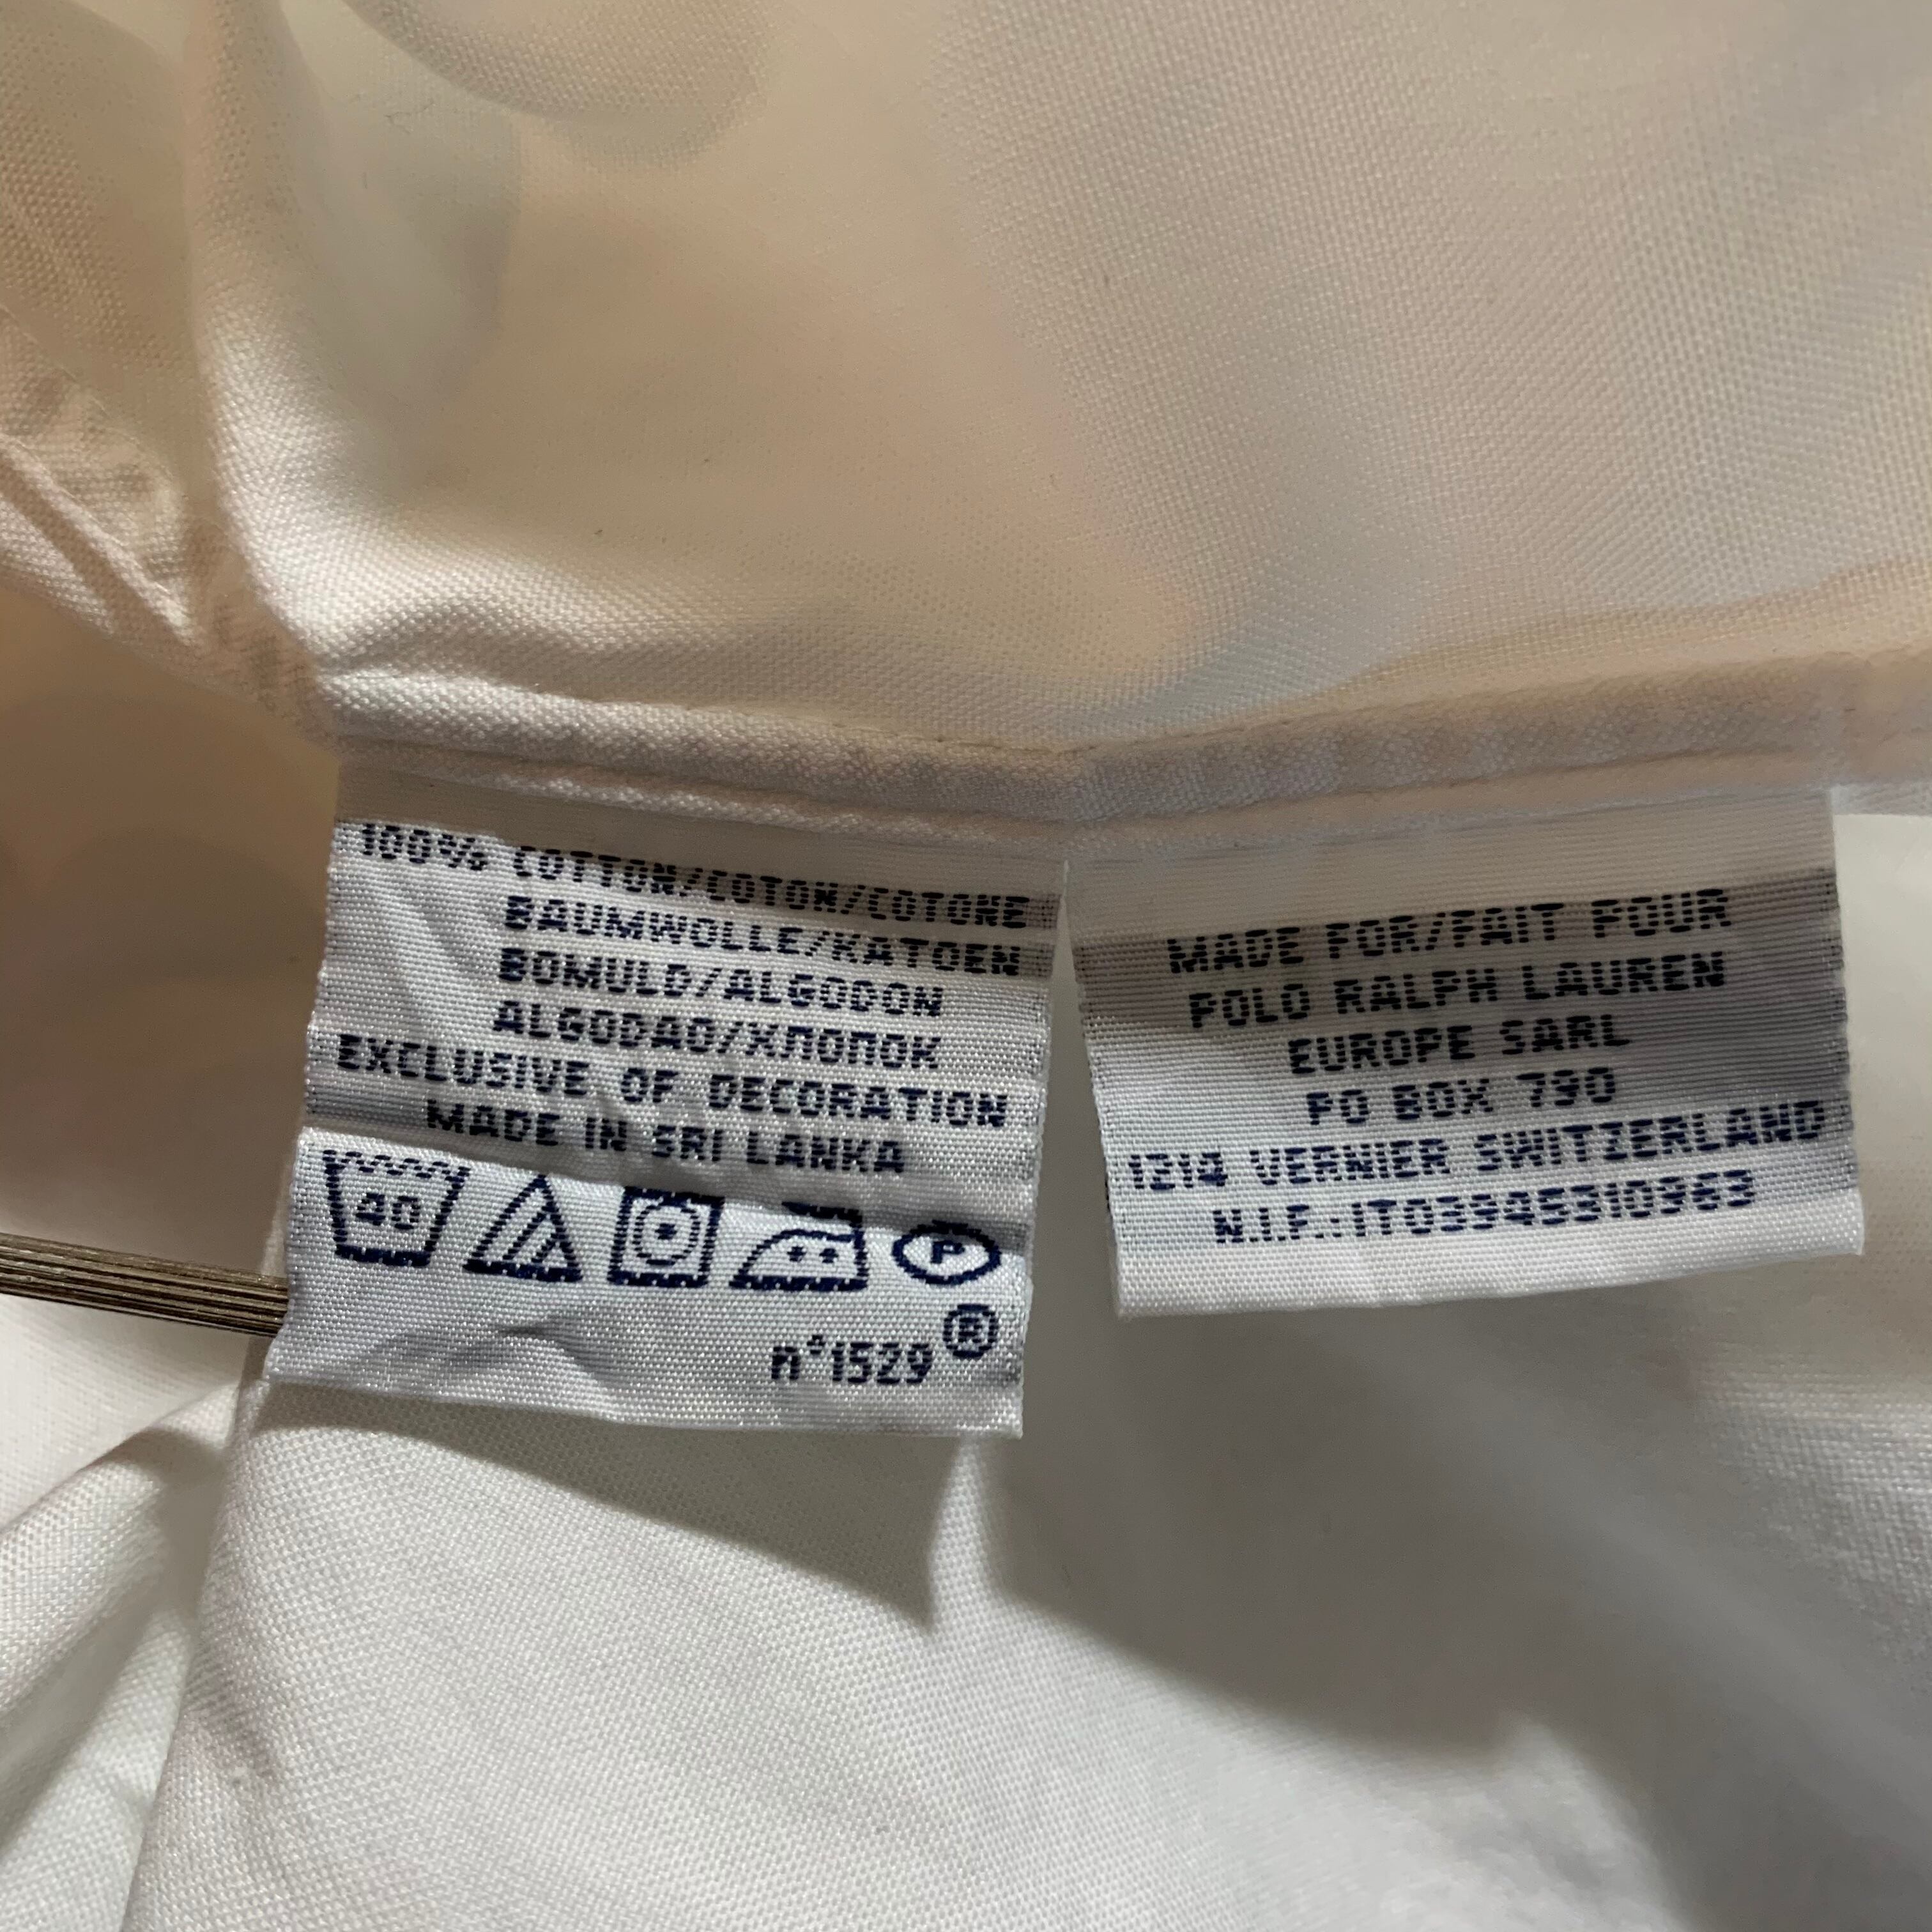 100% COTTON/COTON/COTONE
BAUMWOLLE/KATOEN
BOMULD/ALGODON
ALGODAO/ХЛОПОК
EXCLUSIVE OF DECORATION
MADE IN SRI LANKA
40 P
n°1529®
MADE FOR/FAIT POUR
POLO RALPH LAUREN
EUROPE SARL
PO BOX 790
1214 VERNIER SWITZERLAND
N.I.F.:IT03945310963